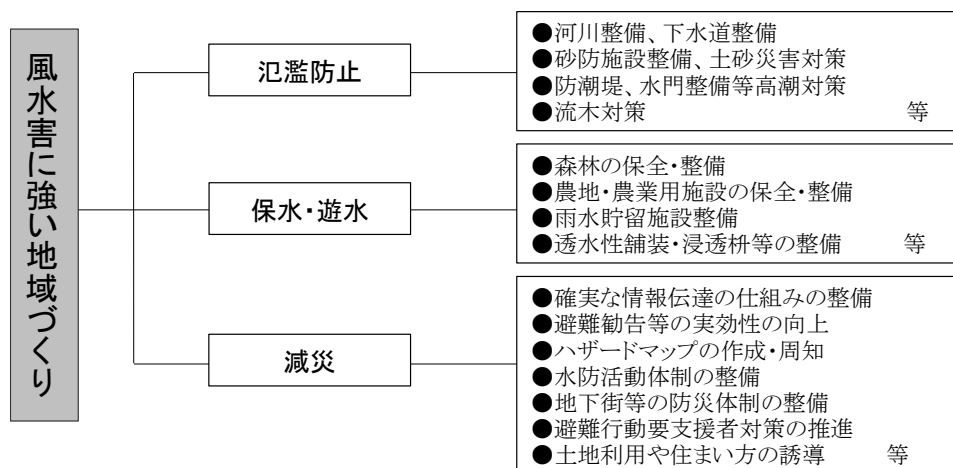 風水害に強い地域づくり
氾濫防止
●河川整備、下水道整備
●砂防施設整備、土砂災害対策
●防潮堤、水門整備等高潮対策
●流木対策 等
保水・遊水
●森林の保全・整備
●農地・農業用施設の保全・整備
●雨水貯留施設整備
●透水性舗装・浸透枡等の整備 等
減災
●確実な情報伝達の仕組みの整備
●避難勧告等の実効性の向上
●ハザードマップの作成・周知
●水防活動体制の整備
●地下街等の防災体制の整備
●避難行動要支援者対策の推進
●土地利用や住まい方の誘導 等